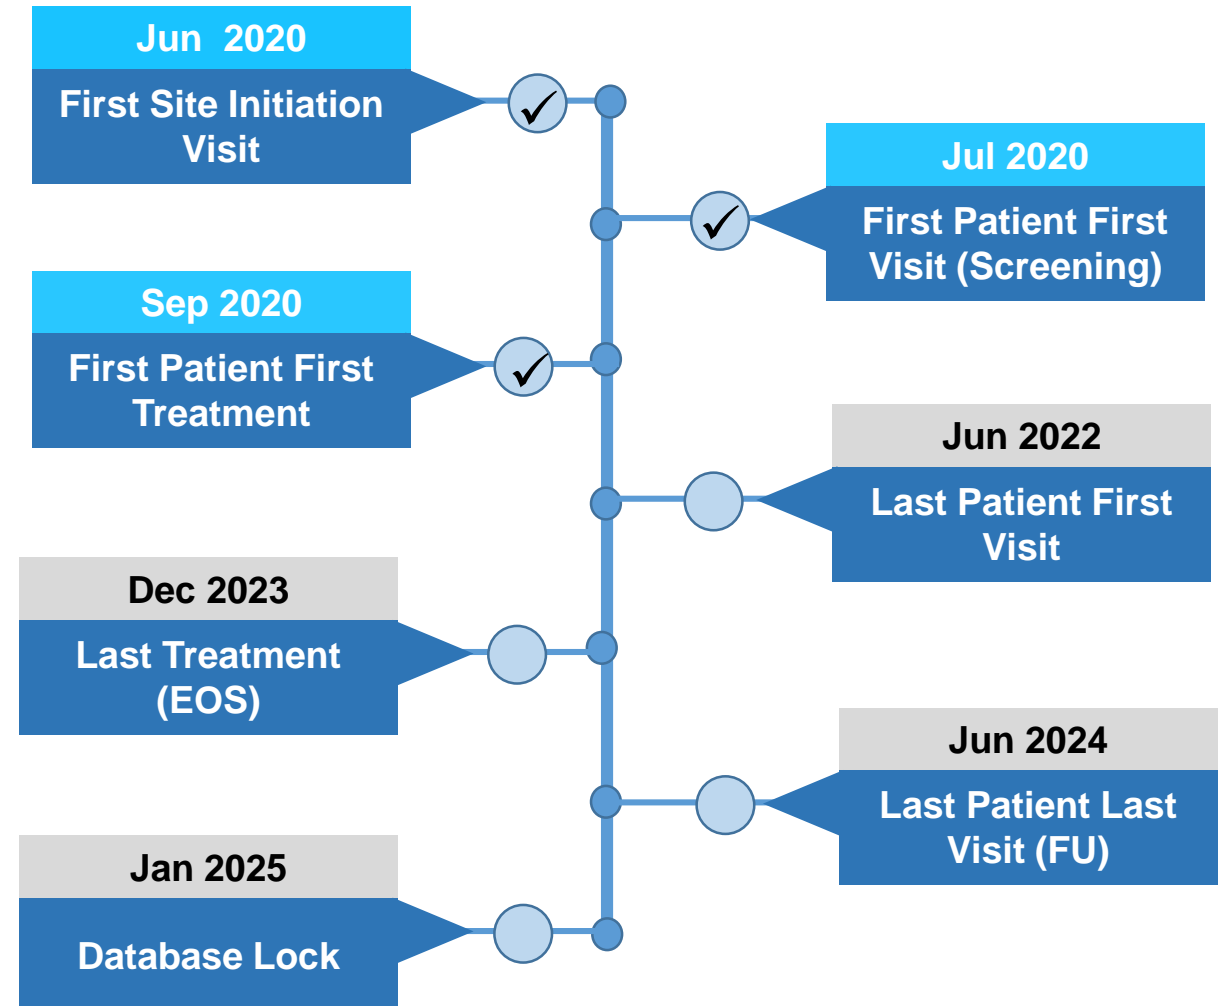 Jun 2020
First Site Initiation
Visit
Jul 2020
First Patient First
Visit (Screening)
Sep 2020
First Patient First
Treatment
Jun 2022
Last Patient First
Visit
Dec 2023
Last Treatment
(EOS)
Jun 2024
Last Patient Last
Visit (FU)
Jan 2025
Database Lock